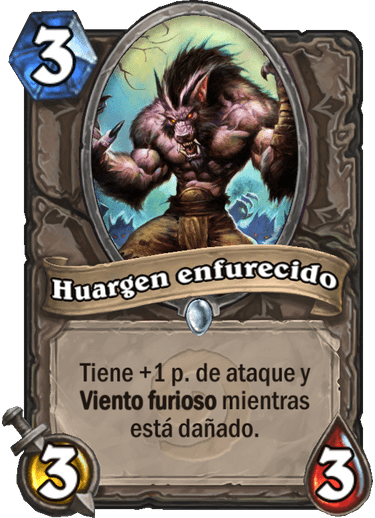 3
Huargen enfurecido
Tiene +1 p. de ataque y
Viento furioso mientras
está dañado.
3
3